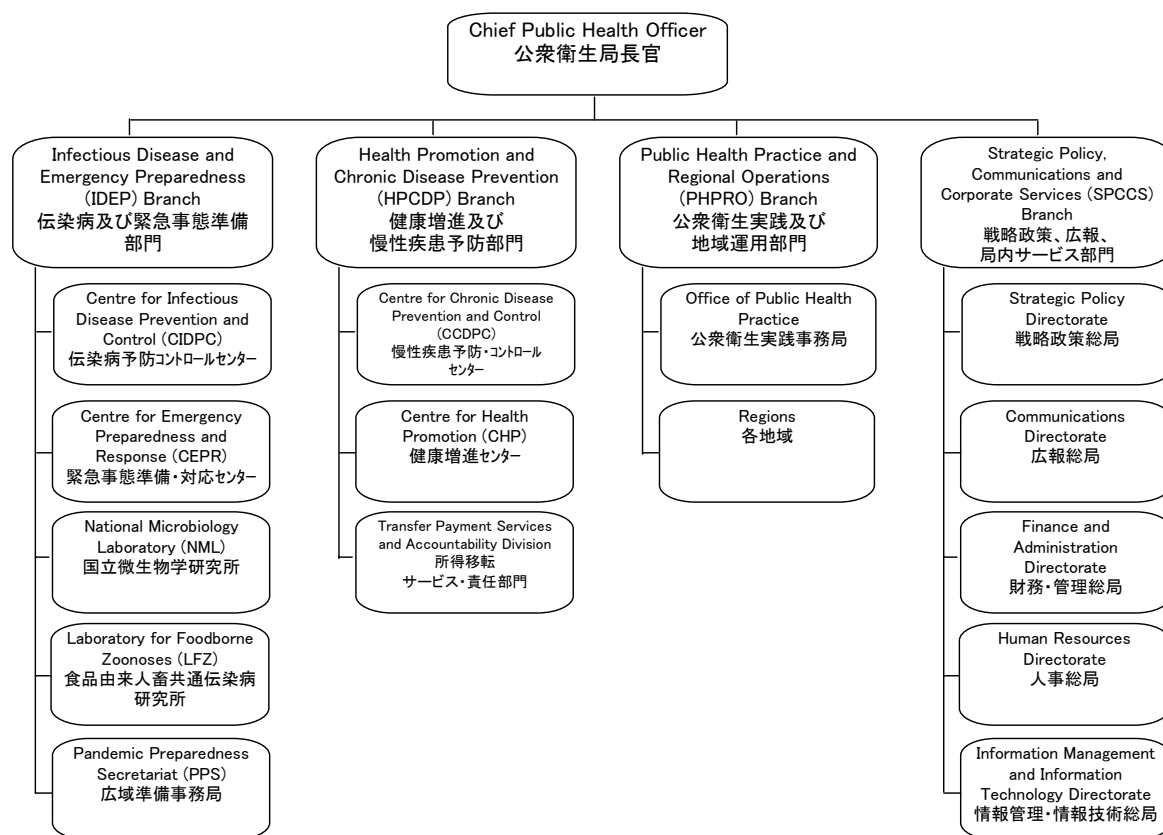 Chief Public Health Officer
公衆衛生局長官
Infectious Disease and
Emergency Preparedness
(IDEP) Branch
伝染病及び緊急事態準備
部門
Health Promotion and
Chronic Disease Prevention
(HPCDP) Branch
健康増進及び
慢性疾患予防部門
Public Health Practice and
Regional Operations
(PHPRO) Branch
公衆衛生実践及び
地域運用部門
Strategic Policy,
Communications and
Corporate Services (SPCCS)
Branch
戦略政策、広報、
局内サービス部門
Centre for Infectious
Disease Prevention and
Control (CIDPC)
伝染病予防コントロールセンター
Centre for Emergency
Preparedness and
Response (CEPR)
緊急事態準備・対応センター
National Microbiology
Laboratory (NML)
国立微生物学研究所
Laboratory for Foodborne
Zoonoses (LFZ)
食品由来人畜共通伝染病
研究所
Pandemic Preparedness
Secretariat (PPS)
広域準備事務局
Centre for Chronic Disease
Prevention and Control
(CCDPC)
慢性疾患予防・コントロール
センター
Centre for Health
Promotion (CHP)
健康増進センター
Transfer Payment Services
and Accountability Division
所得移転
サービス・責任部門
Office of Public Health
Practice
公衆衛生実践事務局
Regions
各地域
Strategic Policy
Directorate
戦略政策総局
Communications
Directorate
広報総局
Finance and
Administration
Directorate
財務・管理総局
Human Resources
Directorate
人事総局
Information Management
and Information
Technology Directorate
情報管理・情報技術総局